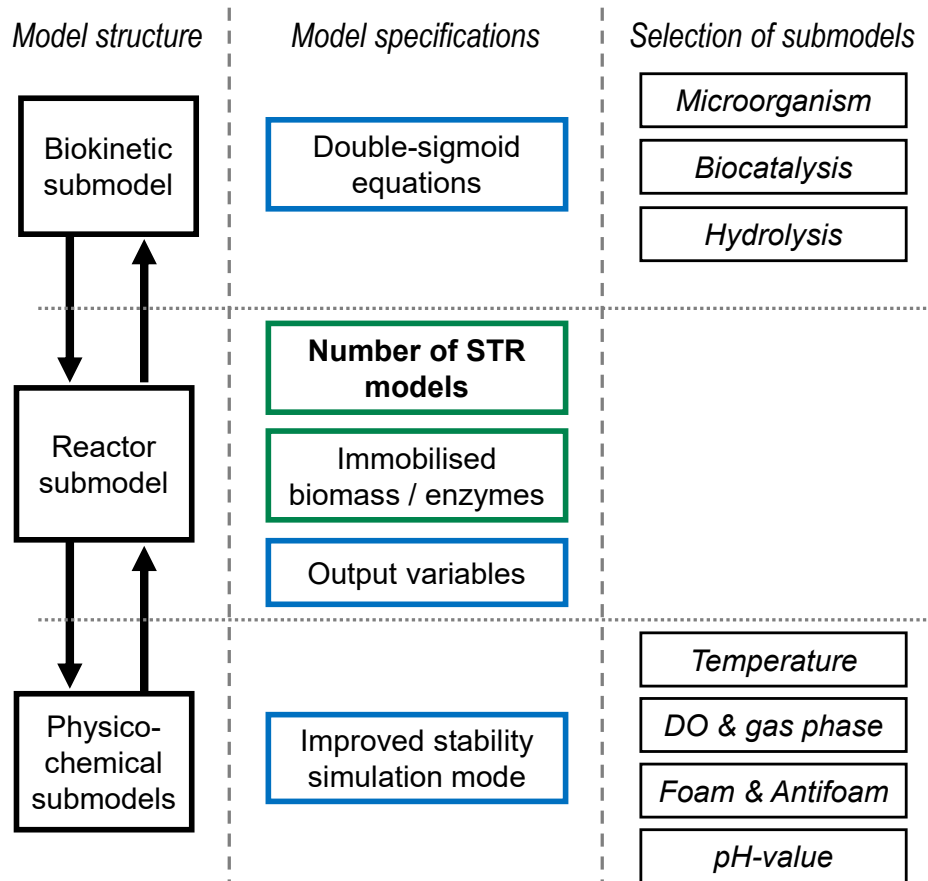 Model structure
Model specifications
Selection of submodels
Biokinetic
submodel
Double-sigmoid
equations
Microorganism
Biocatalysis
Hydrolysis
Reactor
submodel
Number of STR
models
Immobilised
biomass / enzymes
Output variables
Physico-
chemical
submodels
Improved stability
simulation mode
Temperature
DO & gas phase
Foam & Antifoam
pH-value